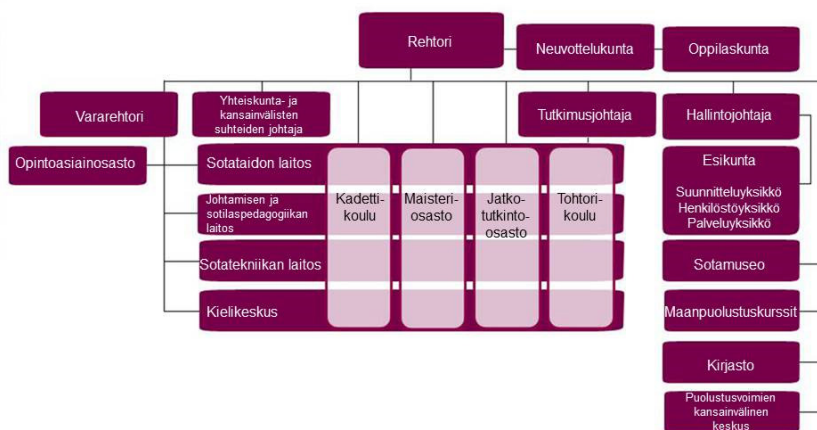 Rehtori
Neuvottelukunta
Oppilaskunta
Vararehtori
Yhteiskunta- ja
kansainvälisten
suhteiden johtaja
Tutkimusjohtaja
Hallintojohtaja
Opintoasiainosasto
Sotataidon laitos
Johtamisen ja
sotilaspedagogiikan
laitos
Sotatekniikan laitos
Kielikeskus
Kadetti-
koulu
Maisteri-
osasto
Jatko-
tutkinto-
osasto
Tohtori-
koulu
Esikunta
Suunnitteluyksikkö
Henkilöstöyksikkö
Palveluyksikkö
Sotamuseo
Maanpuolustuskurssit
Kirjasto
Puolustusvoimien
kansainvälinen
keskus